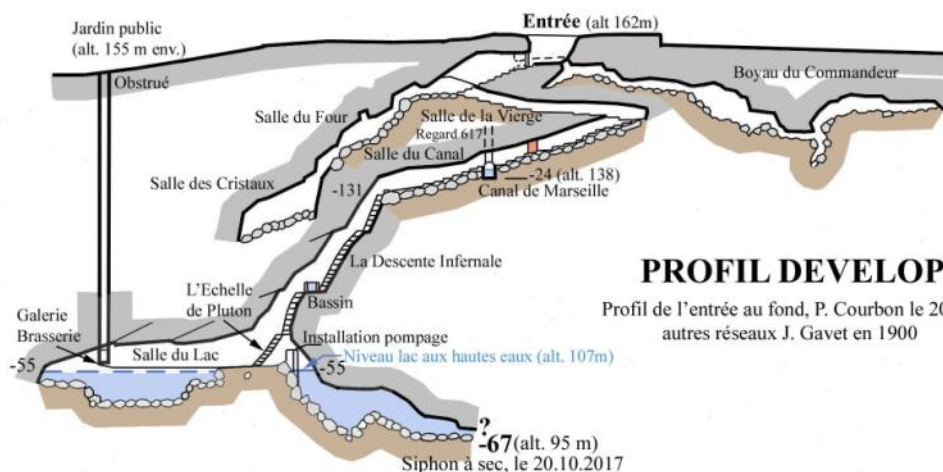 Entrée (alt 162m)
Jardin public
(alt. 155 m env.)
Obstrué
Boyau du Commandeur
Salle du Four
Salle de la Vierge
Regard 617
Salle du Canal
Salle des Cristaux
-131
-24 (alt. 138)
Canal de Marseille
La Descente Infernale
PROFIL DEVELOP
Profil de l'entrée au fond, P. Courbon le 20
autres réseaux J. Gavet en 1900
L'Echelle
de Pluton
Bassin
Galerie
Brasserie
Installation pompage
Salle du Lac
Niveau lac aux hautes eaux (alt. 107m)
-55
-55
?
-67 (alt. 95 m)
Siphon à sec, le 20.10.2017